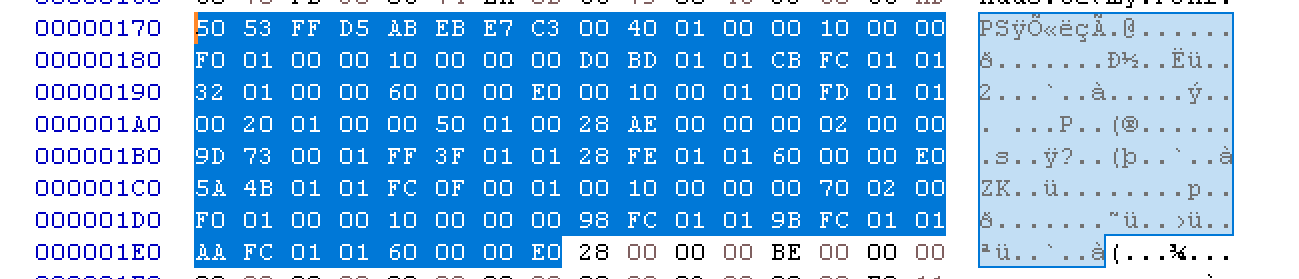 00000170 50 53 FF D5 AB EB E7 C3 00 40 01 00 00 10 00 00 PSÿÕ«ëçÃ.@......
00000180 F0 01 00 00 10 00 00 00 D0 BD 01 01 CB FC 01 01 ð.......Ð½..Ëü..
00000190 32 01 00 00 60 00 00 E0 00 10 00 01 00 FD 01 01 2...`..à.....ý..
000001A0 00 20 01 00 00 50 01 00 28 AE 00 00 00 02 00 00 . ...P..(®......
000001B0 9D 73 00 01 FF 3F 01 01 28 FE 01 01 60 00 00 E0 .s..ÿ?..(þ..`..à
000001C0 5A 4B 01 01 FC 0F 00 01 00 10 00 00 00 70 02 00 ZK..ü........p..
000001D0 F0 01 00 00 10 00 00 00 98 FC 01 01 9B FC 01 01 ð.......˜ü..›ü..
000001E0 AA FC 01 01 60 00 00 E0 28 00 00 00 BE 00 00 00 ªü..`..à(...¾...